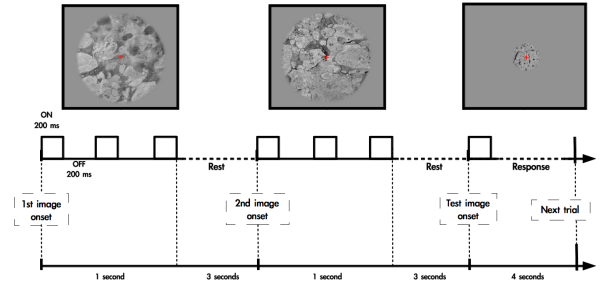 ON
200 ms
OFF
200 ms
Rest
Rest
Response
1st image
onset
2nd image
onset
Test image
onset
Next trial
1 second
3 seconds
1 second
3 seconds
4 seconds